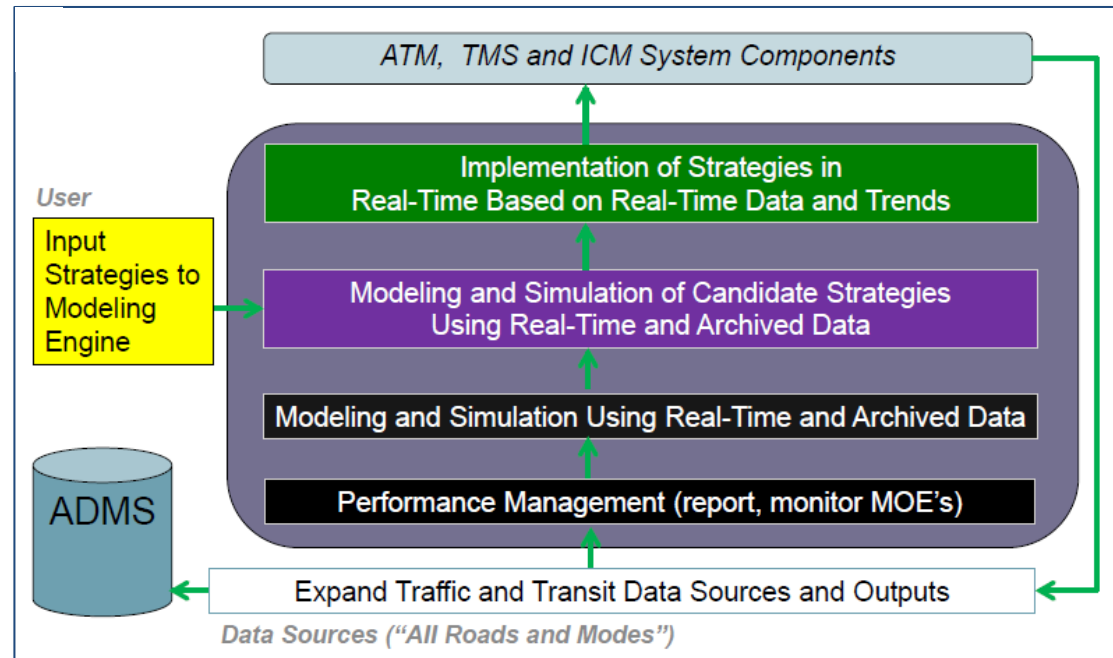 ATM, TMS and ICM System Components
Implementation of Strategies in
Real-Time Based on Real-Time Data and Trends
User
Input
Strategies to
Modeling
Engine
Modeling and Simulation of Candidate Strategies
Using Real-Time and Archived Data
Modeling and Simulation Using Real-Time and Archived Data
ADMS
Performance Management (report, monitor MOE's)
Expand Traffic and Transit Data Sources and Outputs
Data Sources (“All Roads and Modes”)